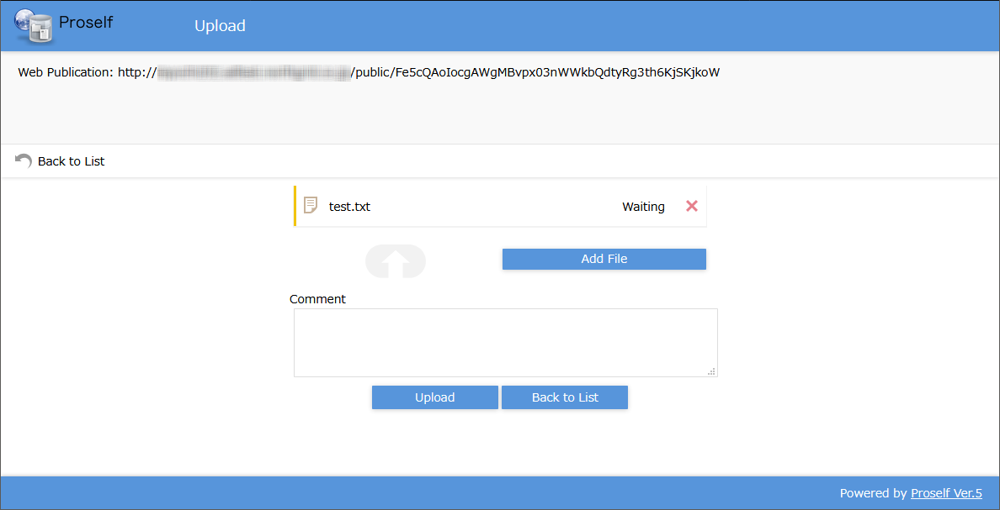 Proself
Upload
Web Publication: http:// /public/Fe5cQAoIocgAWgMBvpx03nWWkbQdtyRg3th6KjSKjkoW
Back to List
test.txt Waiting
Add File
Comment
Upload Back to List
Powered by Proself Ver.5